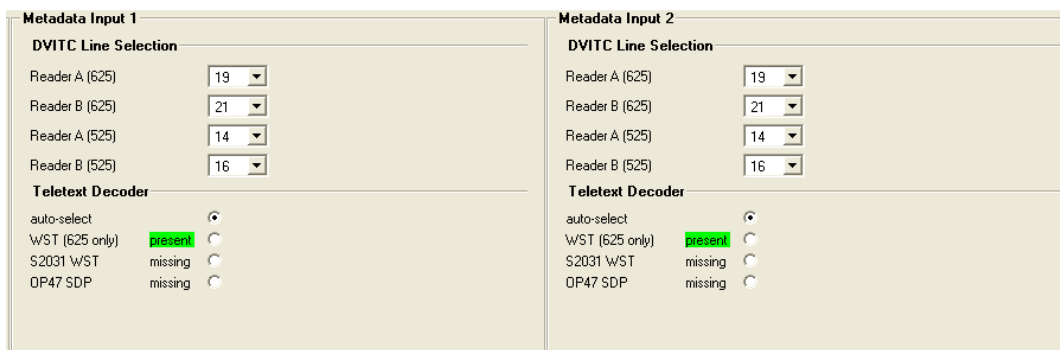 Metadata Input 1
DVITC Line Selection
Reader A (625) 19
Reader B (625) 21
Reader A (525) 14
Reader B (525) 16
Teletext Decoder
auto-select
WST (625 only) present
S2031 WST missing
OP47 SDP missing
Metadata Input 2
DVITC Line Selection
Reader A (625) 19
Reader B (625) 21
Reader A (525) 14
Reader B (525) 16
Teletext Decoder
auto-select
WST (625 only) present
S2031 WST missing
OP47 SDP missing